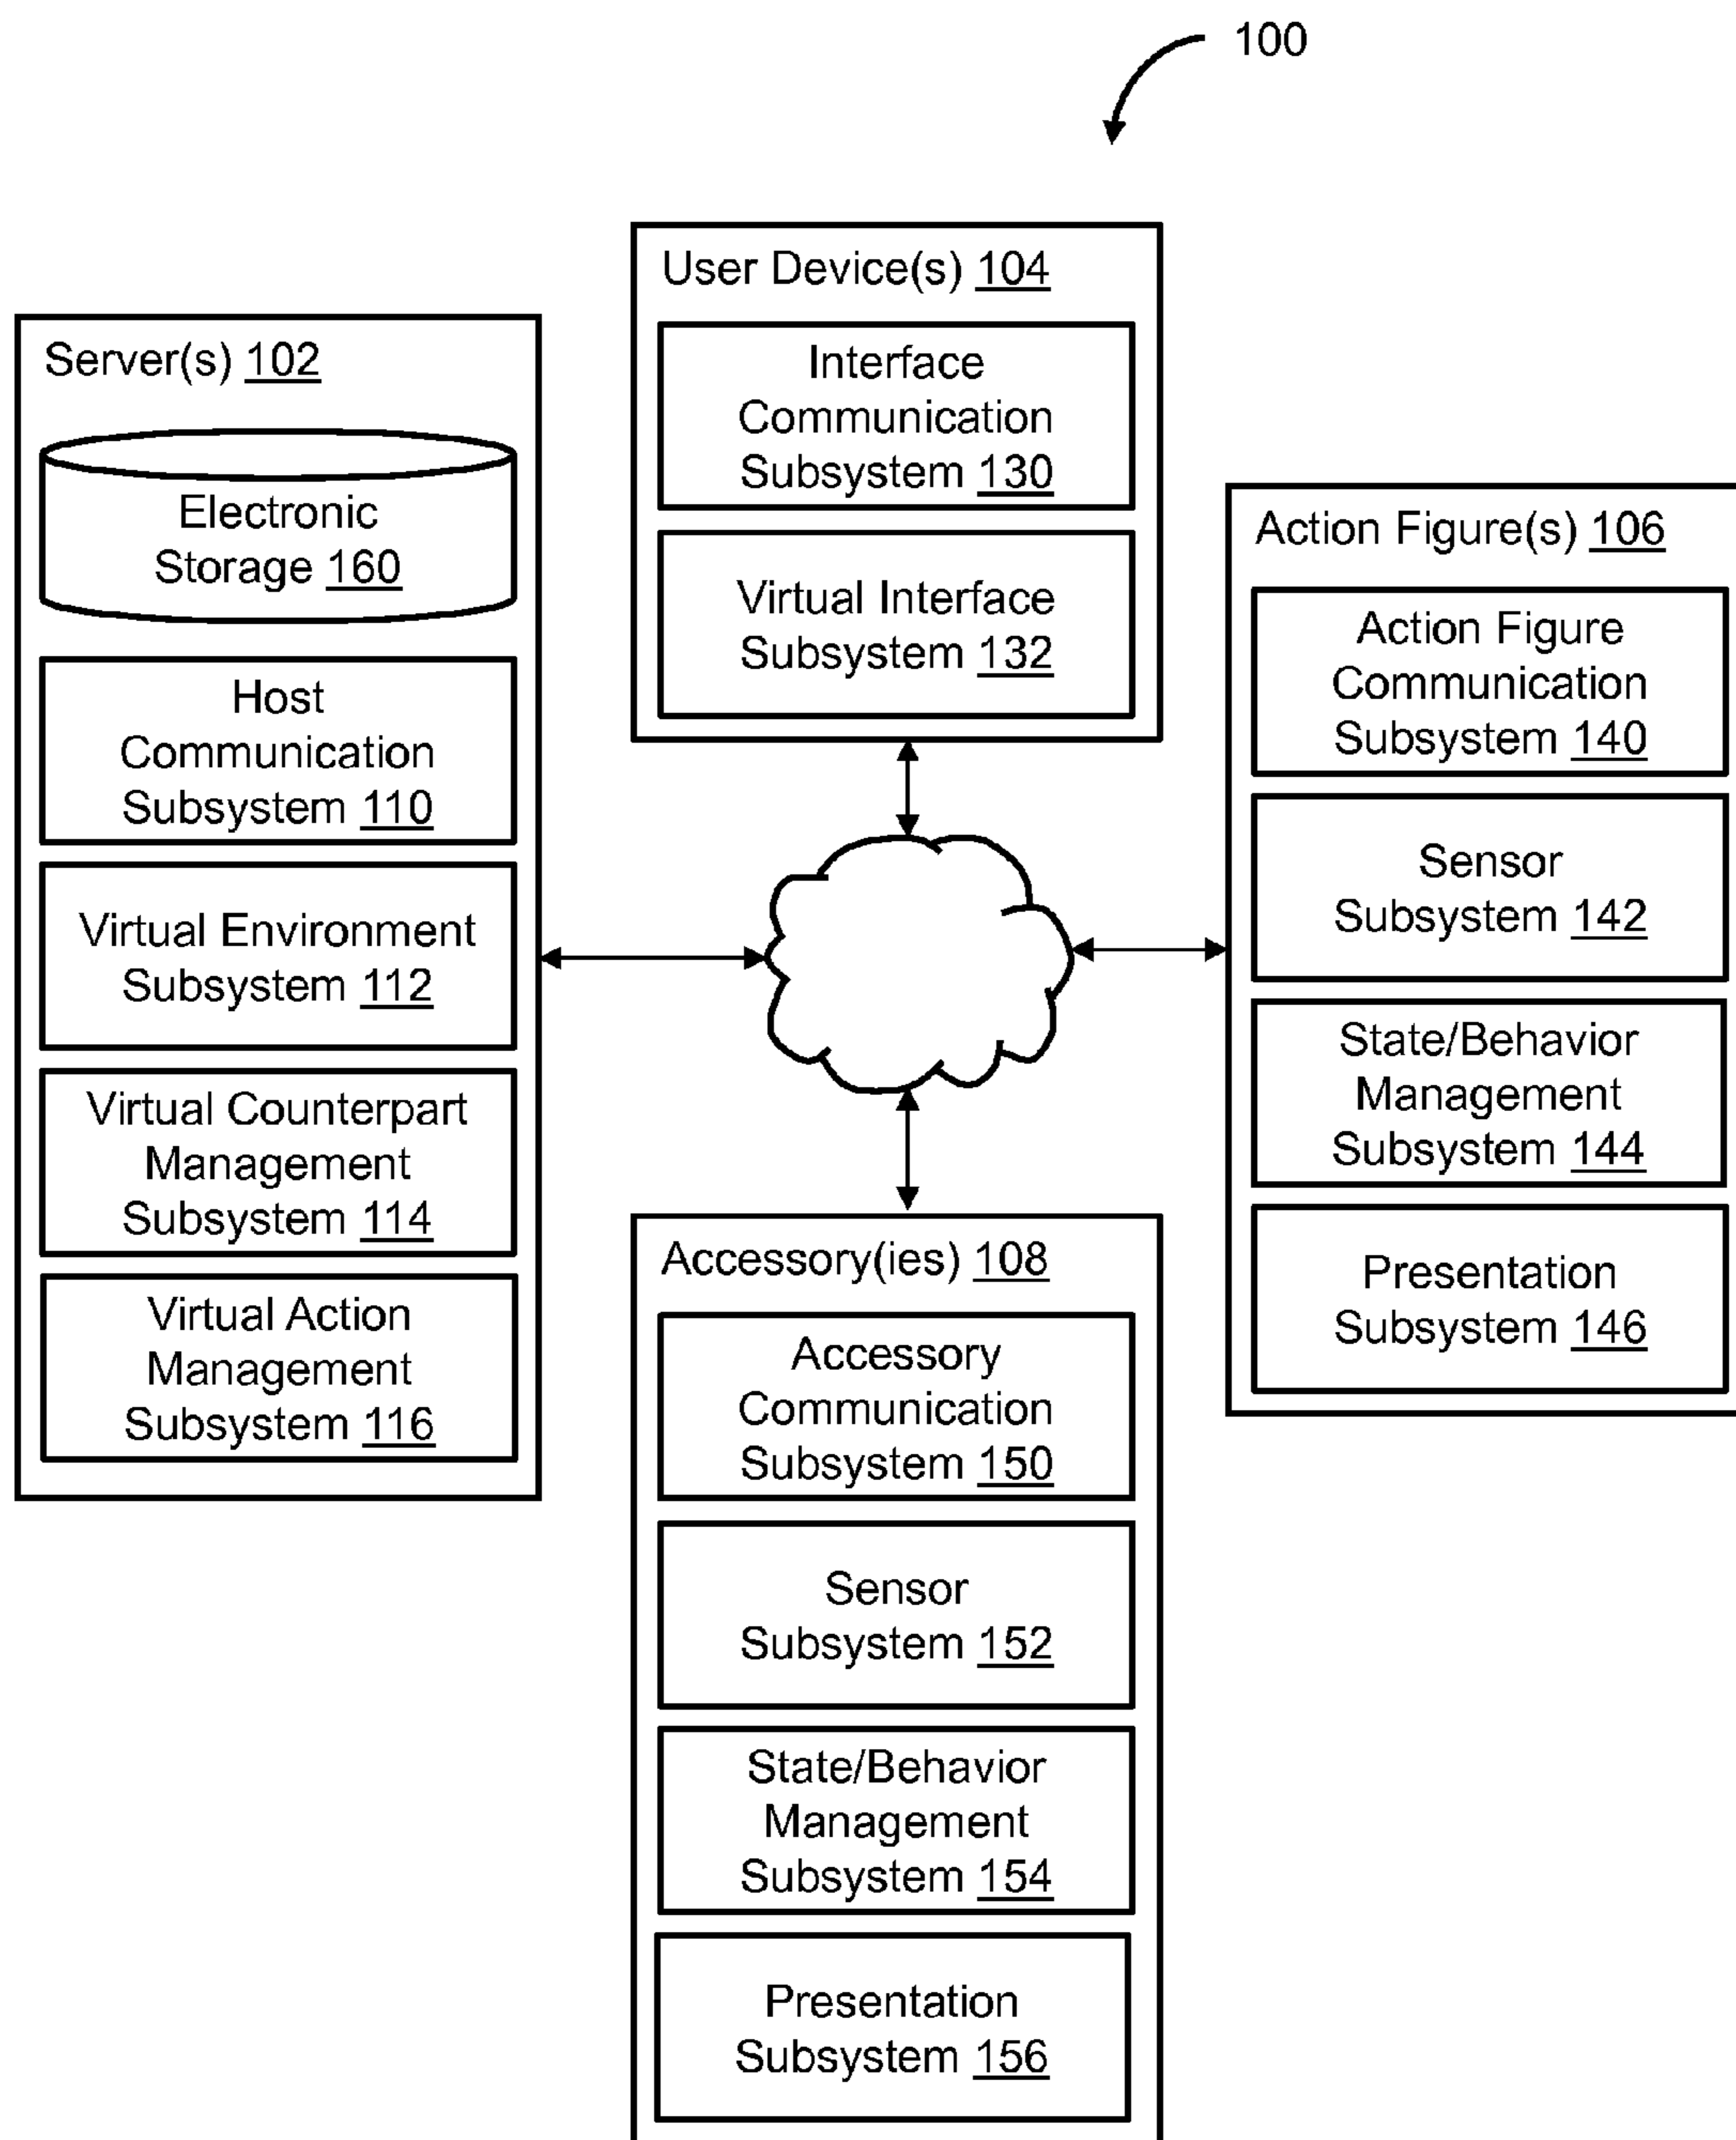 100
Server(s) 102
Electronic
Storage 160
Host
Communication
Subsystem 110
Virtual Environment
Subsystem 112
Virtual Counterpart
Management
Subsystem 114
Virtual Action
Management
Subsystem 116
User Device(s) 104
Interface
Communication
Subsystem 130
Virtual Interface
Subsystem 132
Action Figure(s) 106
Action Figure
Communication
Subsystem 140
Sensor
Subsystem 142
State/Behavior
Management
Subsystem 144
Presentation
Subsystem 146
Accessory(ies) 108
Accessory
Communication
Subsystem 150
Sensor
Subsystem 152
State/Behavior
Management
Subsystem 154
Presentation
Subsystem 156